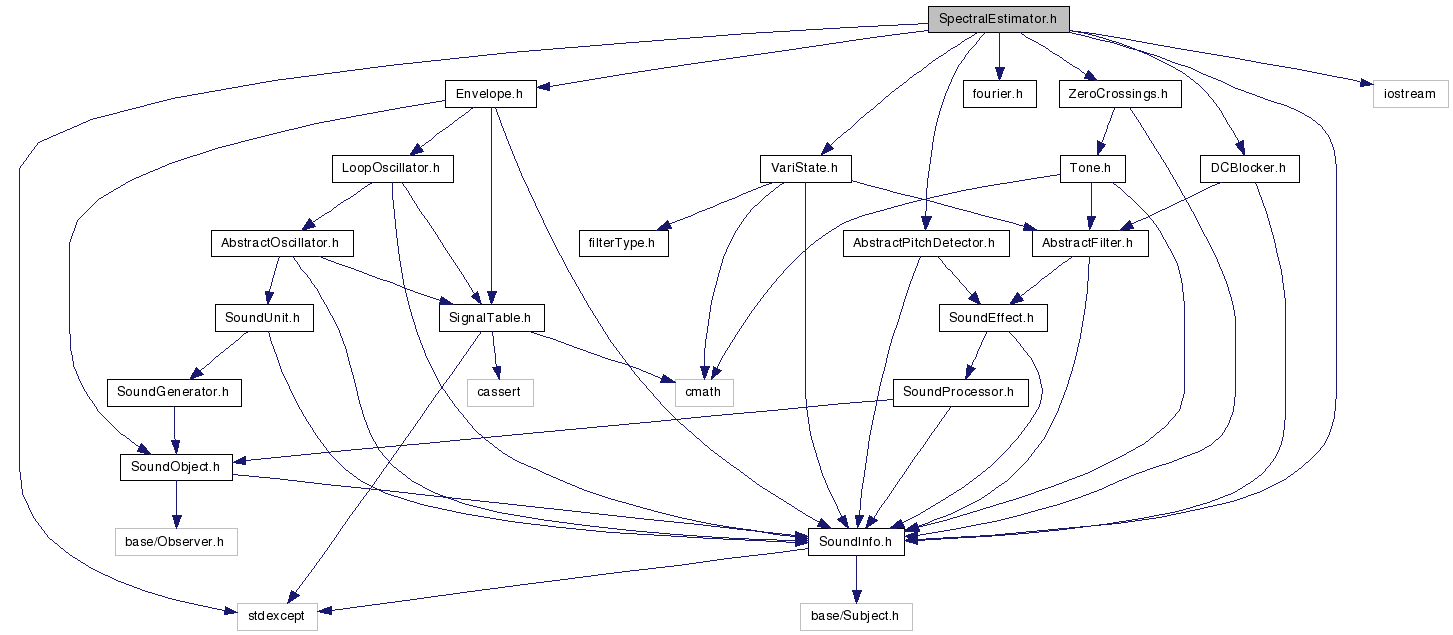 SpectralEstimator.h
Envelope.h
fourier.h
ZeroCrossings.h
iostream
LoopOscillator.h
VariState.h
Tone.h
DCBlocker.h
AbstractOscillator.h
filterType.h
AbstractPitchDetector.h
AbstractFilter.h
SoundUnit.h
SignalTable.h
SoundEffect.h
SoundGenerator.h
cassert
cmath
SoundProcessor.h
SoundObject.h
base/Observer.h
SoundInfo.h
stdexcept
base/Subject.h